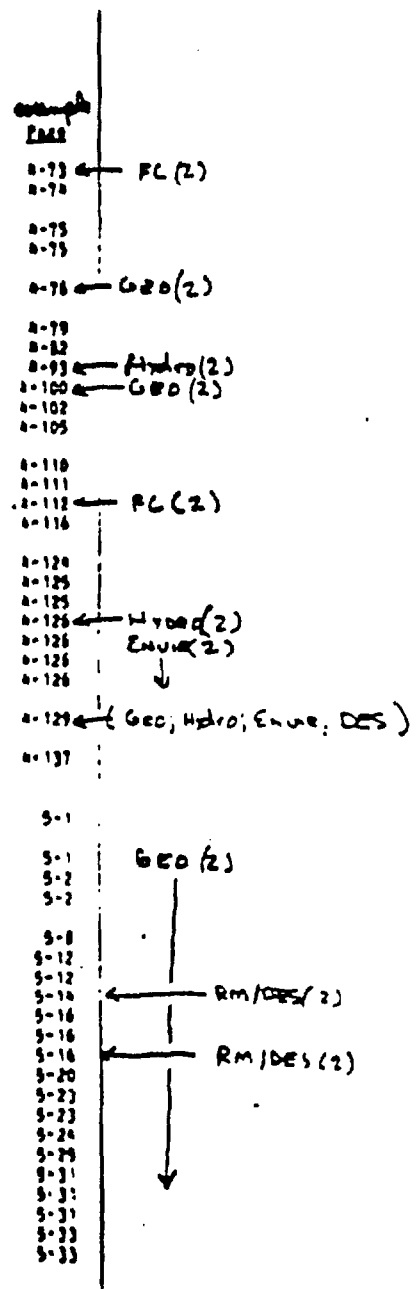 example
Page
4-73 ← FC (2)
4-74
4-75
4-75
4-76 ← GEO (2)
4-79
4-82
4-93 ← Hydro (2)
4-100 ← GEO (2)
4-102
4-105
4-110
4-111
4-112 ← FC (2)
4-116
4-124
4-125
4-125
4-126 ← HYDRO (2)
4-126 ENVIR (2)
4-126
4-126
4-129 ← (Geo; Hydro; Envir; DES)
4-137
5-1
5-1 GEO (2)
5-2
5-2
5-8
5-12
5-12
5-14 ← RM/DES (2)
5-16
5-16
5-16 ← RM/DES (2)
5-20
5-23
5-23
5-24
5-29
5-31
5-31
5-31
5-33
5-33